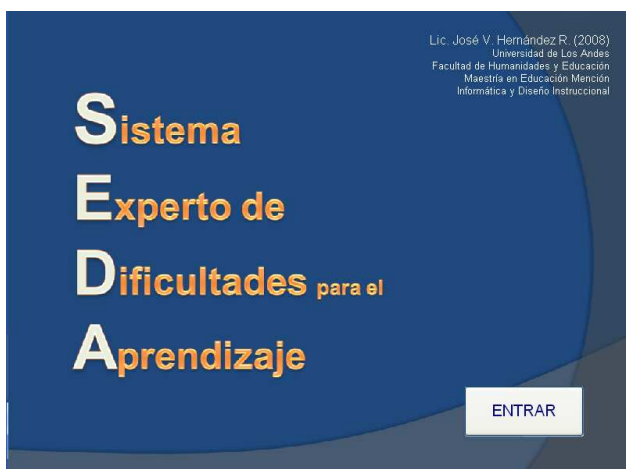 Lic. José V. Hernández R. (2008)
Universidad de Los Andes
Facultad de Humanidades y Educación
Maestría en Educación Mención
Informática y Diseño Instruccional
Sistema
Experto de
Dificultades para el
Aprendizaje
ENTRAR